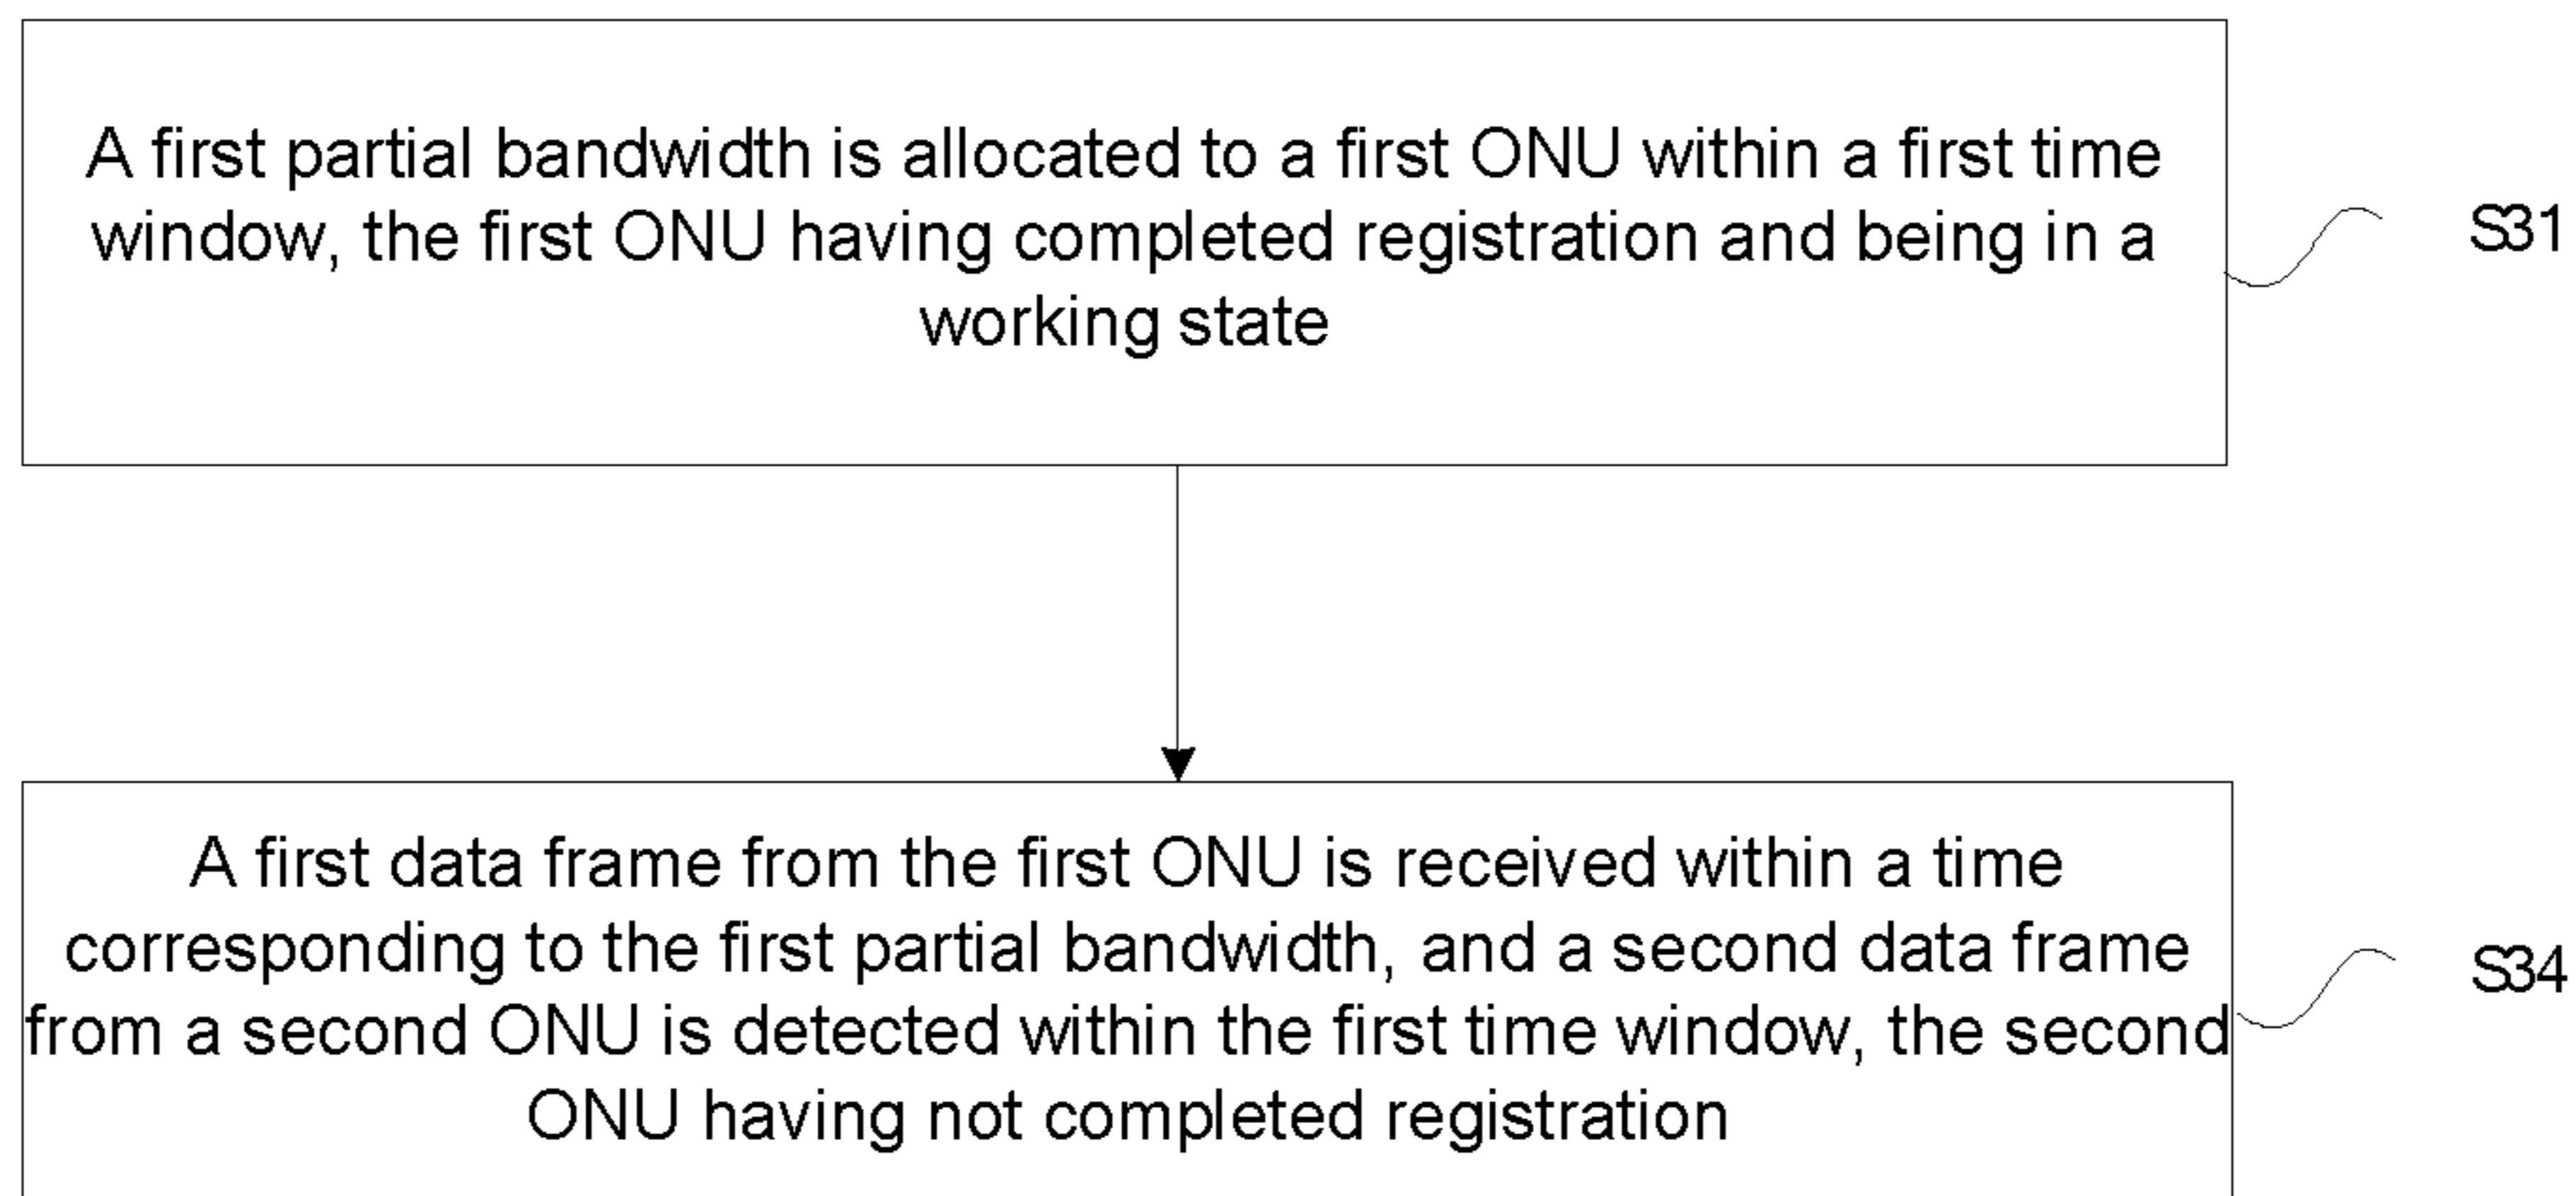 A first partial bandwidth is allocated to a first ONU within a first time
window, the first ONU having completed registration and being in a
working state
S31
A first data frame from the first ONU is received within a time
corresponding to the first partial bandwidth, and a second data frame
from a second ONU is detected within the first time window, the second
ONU having not completed registration
S34